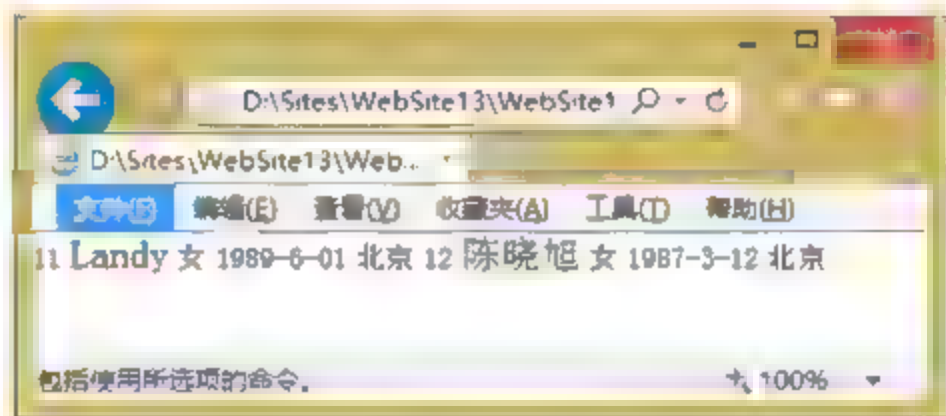 D:\Sites\WebSite13\WebSite1
D:\Sites\WebSite13\Web...
文件(F) 编辑(E) 查看(V) 收藏夹(A) 工具(T) 帮助(H)
11 Landy 女 1989-6-01 北京 12 陈晓旭 女 1987-3-12 北京
包括使用所选项的命令。 100%